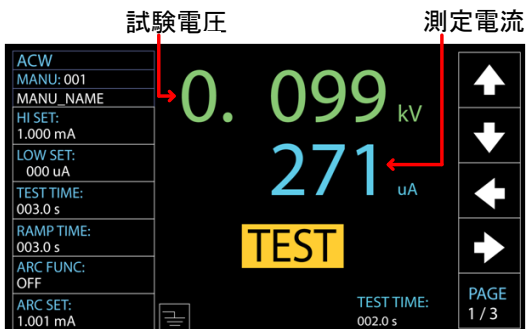 試験電圧
測定電流
ACW
MANU: 001
MANU_NAME
HI SET:
1.000 mA
LOW SET:
000 uA
TEST TIME:
003.0 s
RAMP TIME:
003.0 s
ARC FUNC:
OFF
ARC SET:
1.001 mA
0. 099 kV
271 uA
TEST
TEST TIME:
002.0 s
PAGE
1 / 3